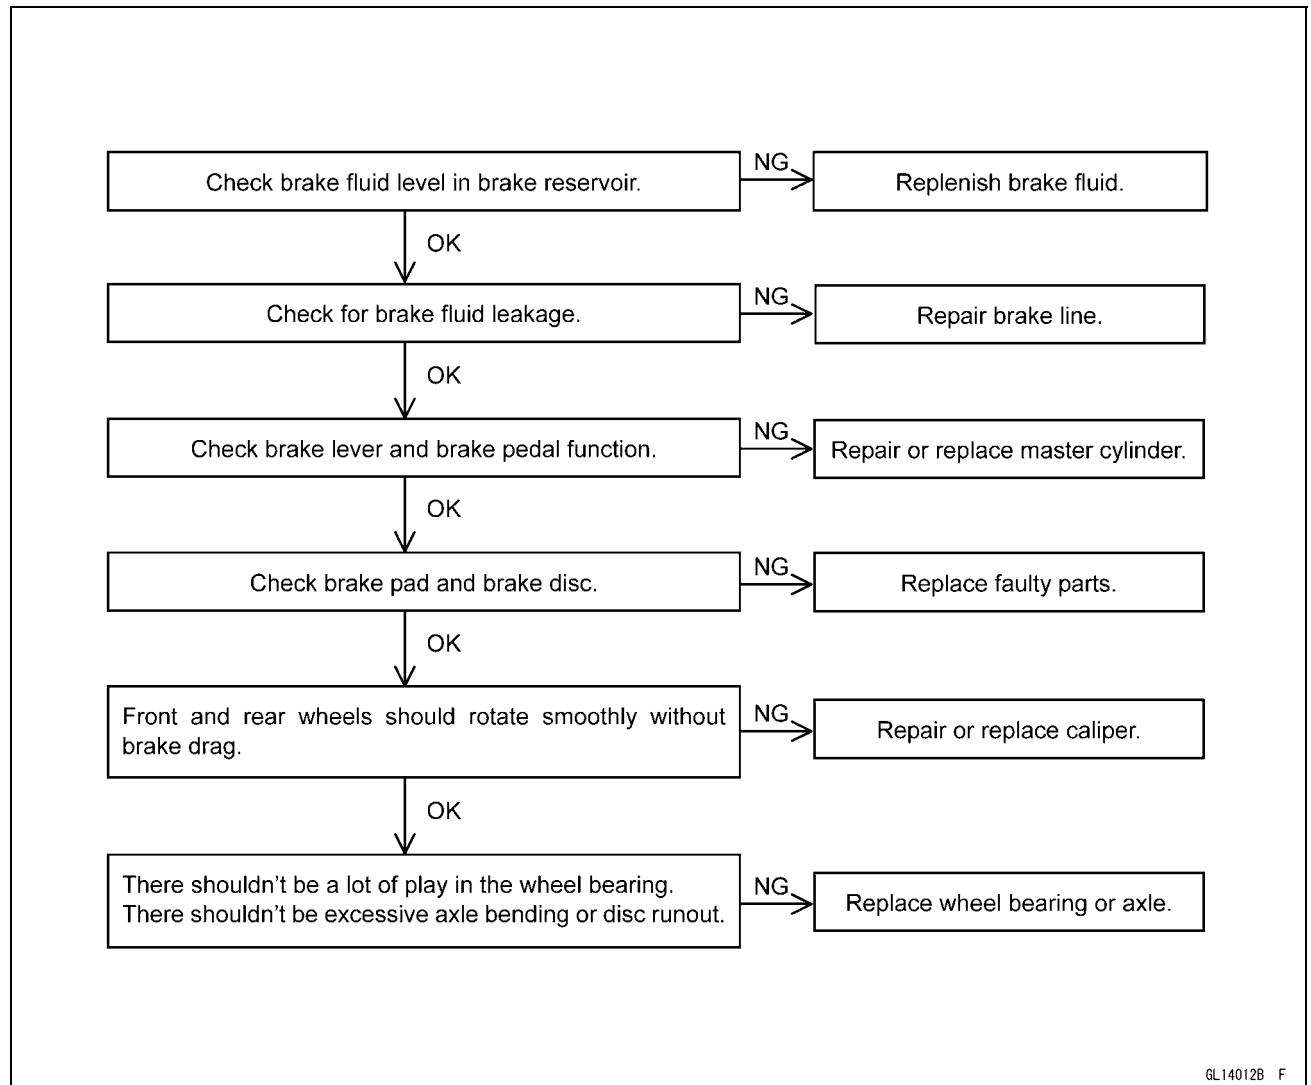 Check brake fluid level in brake reservoir.
NG
Replenish brake fluid.
OK
Check for brake fluid leakage.
NG
Repair brake line.
OK
Check brake lever and brake pedal function.
NG
Repair or replace master cylinder.
OK
Check brake pad and brake disc.
NG
Replace faulty parts.
OK
Front and rear wheels should rotate smoothly without
brake drag.
NG
Repair or replace caliper.
OK
There shouldn't be a lot of play in the wheel bearing.
There shouldn't be excessive axle bending or disc runout.
NG
Replace wheel bearing or axle.
GL14012B F